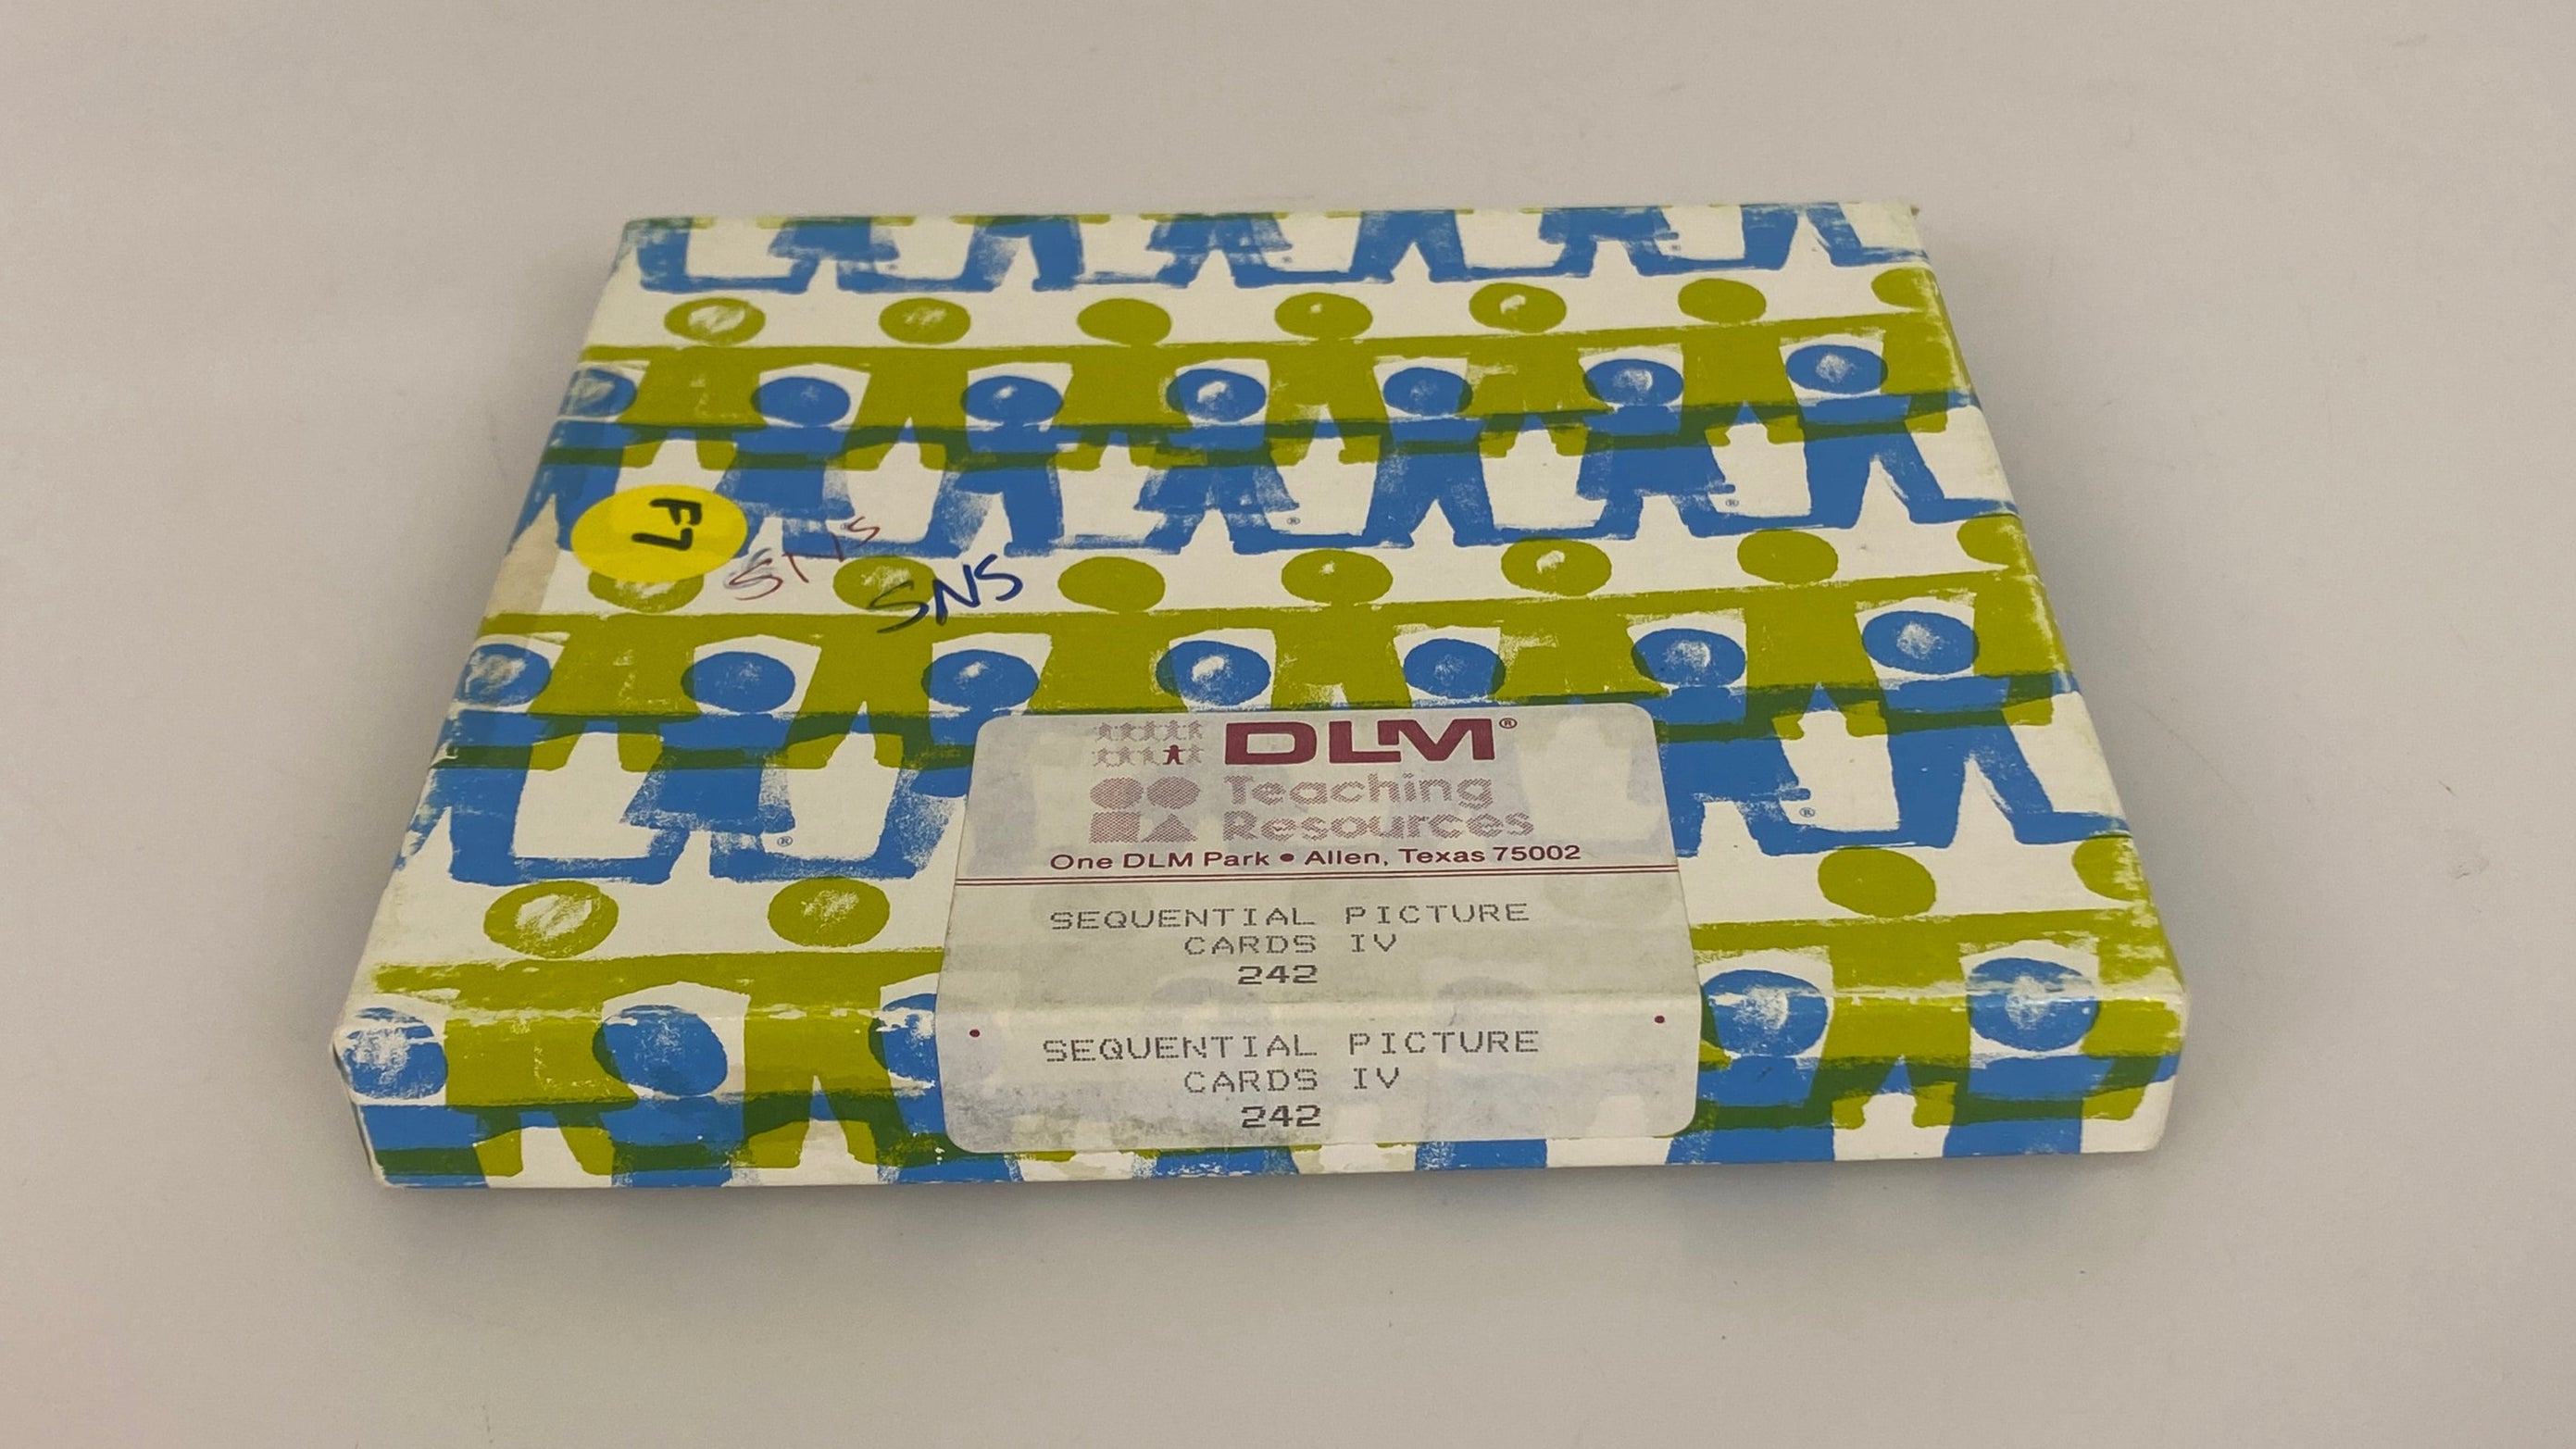 F7
SNS
SNS
DLM®
Teaching
Resources
One DLM Park • Allen, Texas 75002
SEQUENTIAL PICTURE
CARDS IV
242
SEQUENTIAL PICTURE
CARDS IV
242